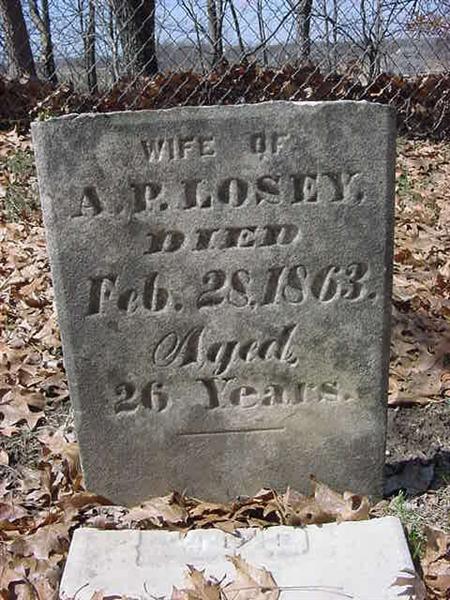 WIFE OF
A.P. LOSEY,
DIED
Feb. 28, 1863.
Aged,
26 Years.